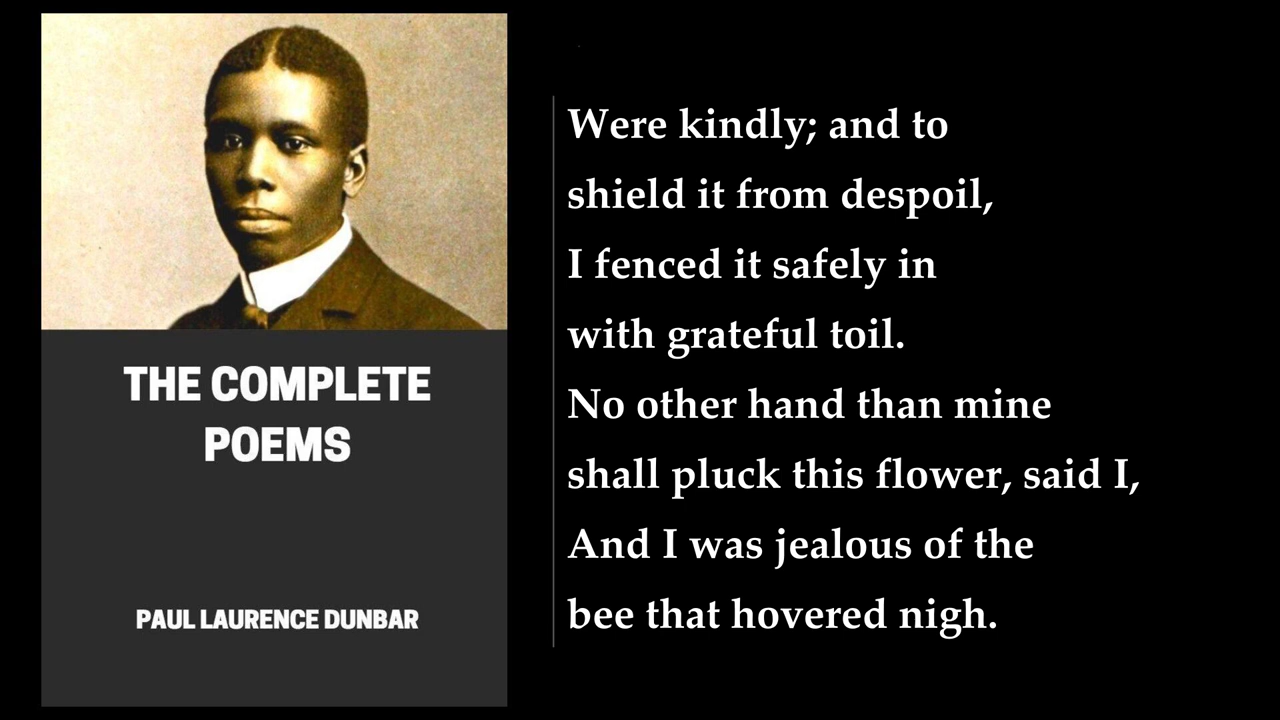 THE COMPLETE
POEMS
PAUL LAURENCE DUNBAR
Were kindly; and to
shield it from despoil,
I fenced it safely in
with grateful toil.
No other hand than mine
shall pluck this flower, said I,
And I was jealous of the
bee that hovered nigh.